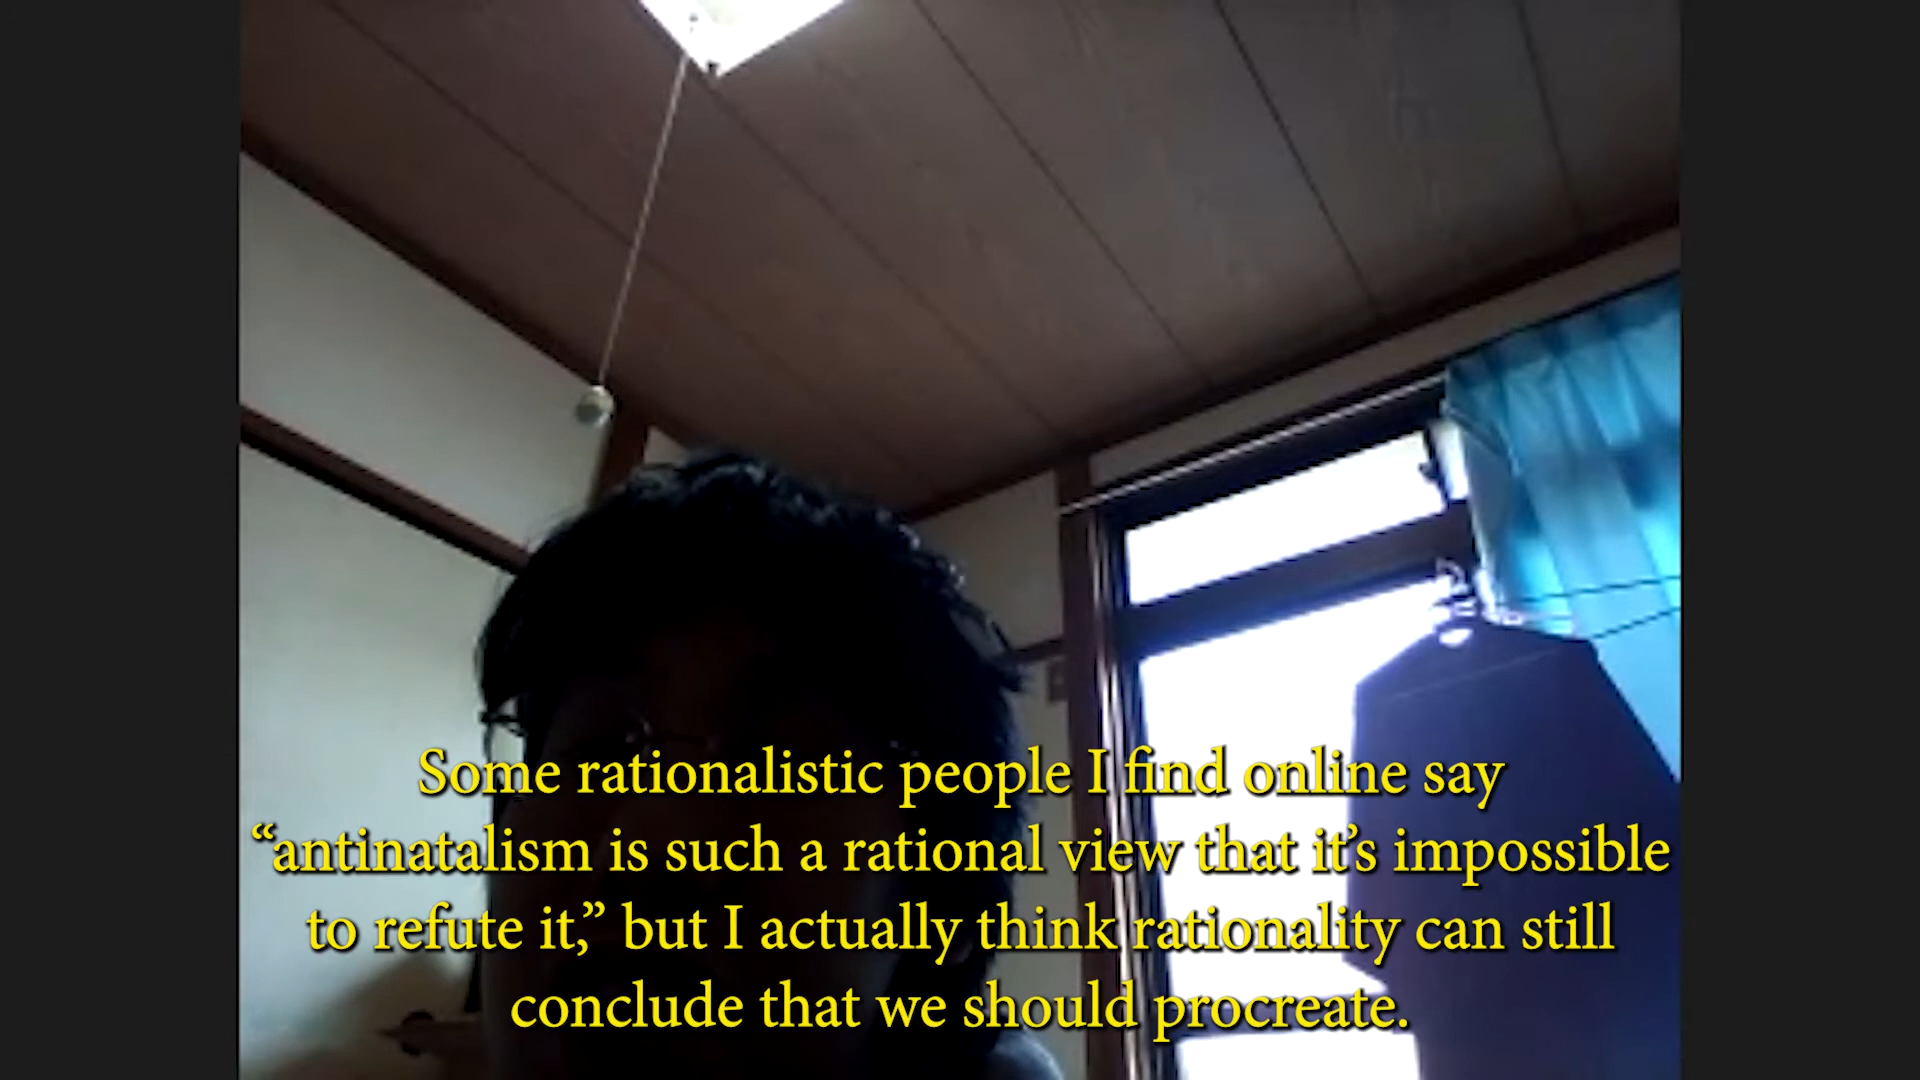 Some rationalistic people I find online say
“antinatalism is such a rational view that it’s impossible
to refute it,” but I actually think rationality can still
conclude that we should procreate.